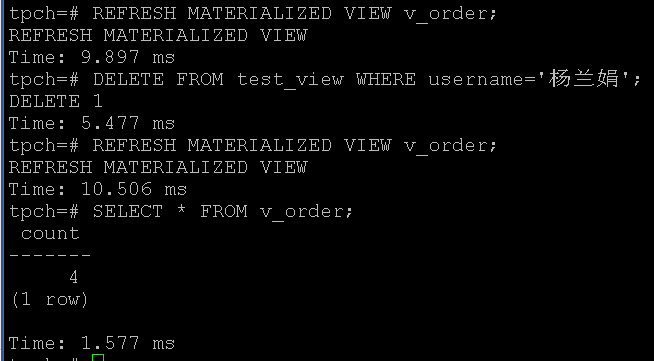 tpch=# REFRESH MATERIALIZED VIEW v_order;
REFRESH MATERIALIZED VIEW
Time: 9.897 ms
tpch=# DELETE FROM test_view WHERE username='杨兰娟';
DELETE 1
Time: 5.477 ms
tpch=# REFRESH MATERIALIZED VIEW v_order;
REFRESH MATERIALIZED VIEW
Time: 10.506 ms
tpch=# SELECT * FROM v_order;
 count
-------
     4
(1 row)

Time: 1.577 ms
tpch=#